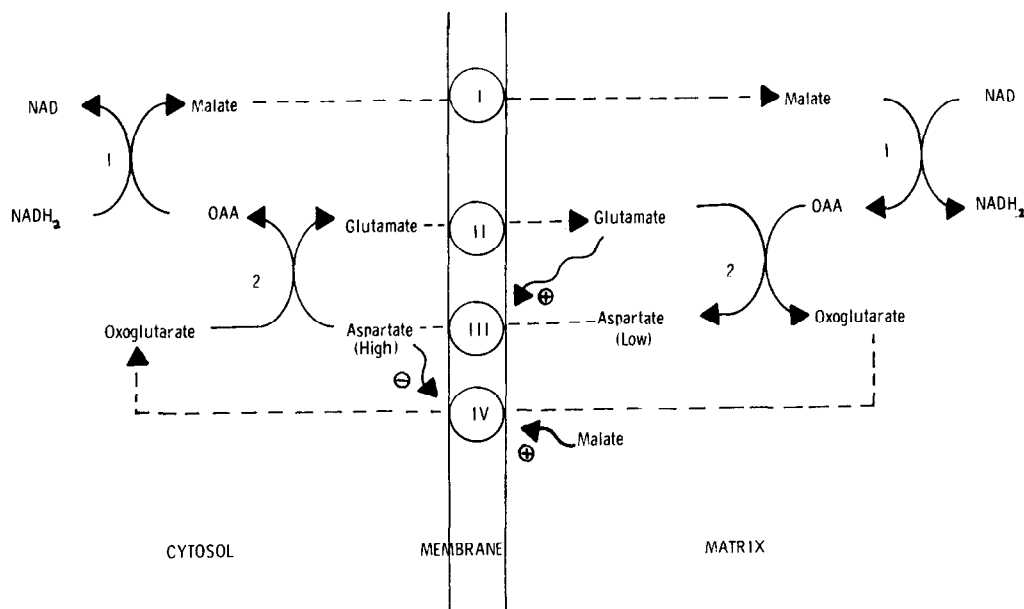 I
NAD
Malate
Malate
NAD
1
1
NADH₂
OAA
Glutamate
II
Glutamate
OAA
NADH₂
2
2
⊕
Oxoglutarate
Aspartate
(High)
III
Aspartate
(Low)
Oxoglutarate
⊖
IV
Malate
⊕
CYTOSOL
MEMBRANE
MATRIX